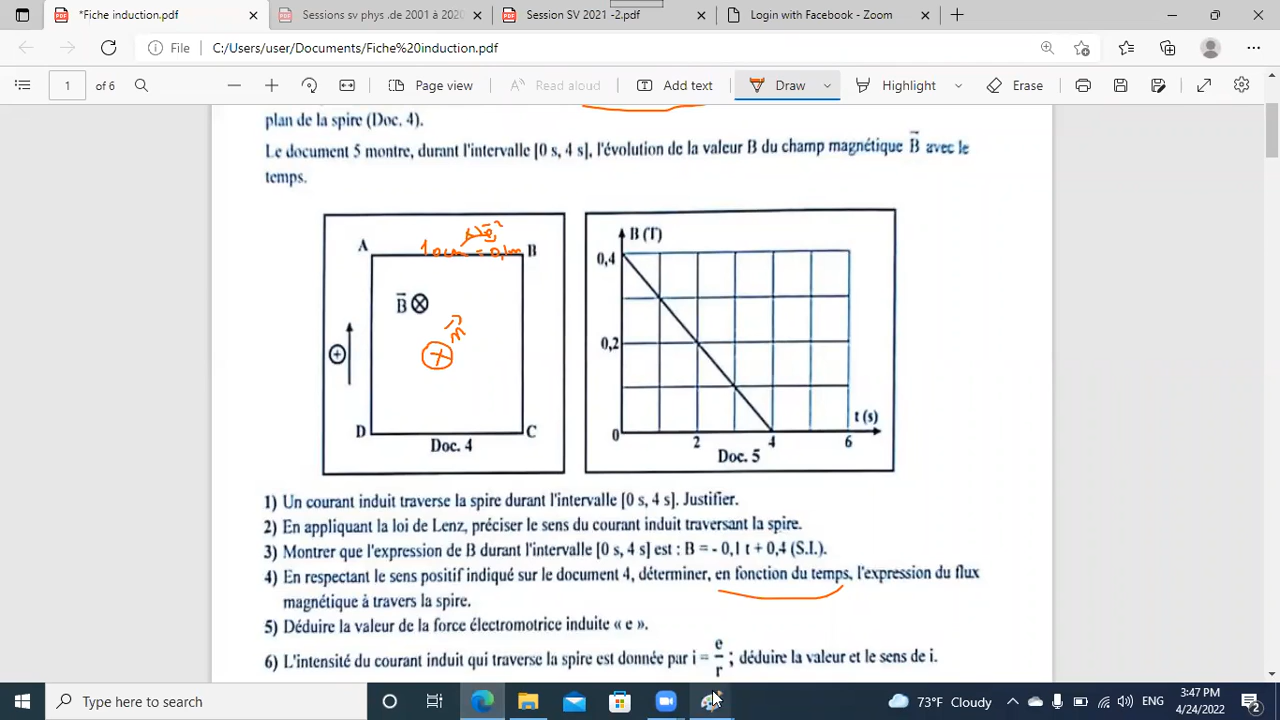 *Fiche induction.pdf
Sessions sv phys .de 2001 à 2020
Session SV 2021 -2.pdf
Login with Facebook - Zoom
File C:/Users/user/Documents/Fiche%20induction.pdf
1 of 6 Page view Read aloud Add text Draw Highlight Erase
plan de la spire (Doc. 4).
Le document 5 montre, durant l'intervalle [0 s, 4 s], l'évolution de la valeur B du champ magnétique B avec le
temps.
A
10cm = 0,1m
B
B
n
+
D
C
Doc. 4
B (T)
0,4
0,2
0
2
4
6
t (s)
Doc. 5
1) Un courant induit traverse la spire durant l'intervalle [0 s, 4 s]. Justifier.
2) En appliquant la loi de Lenz, préciser le sens du courant induit traversant la spire.
3) Montrer que l'expression de B durant l'intervalle [0 s, 4 s] est : B = - 0,1 t + 0,4 (S.I.).
4) En respectant le sens positif indiqué sur le document 4, déterminer, en fonction du temps, l'expression du flux
magnétique à travers la spire.
5) Déduire la valeur de la force électromotrice induite « e ».
6) L'intensité du courant induit qui traverse la spire est donnée par i = e/r ; déduire la valeur et le sens de i.
Type here to search
73°F Cloudy
ENG
3:47 PM
4/24/2022
2